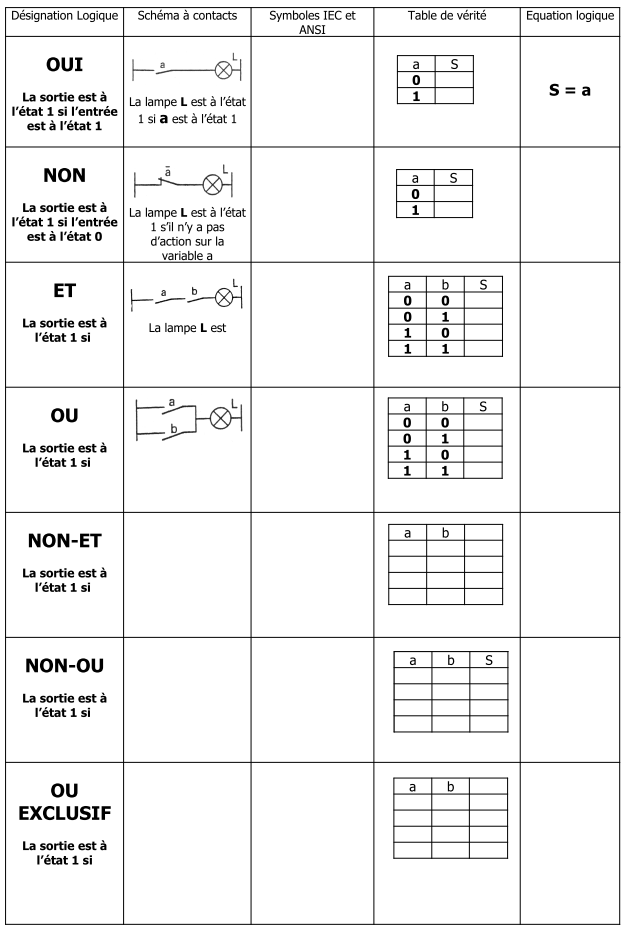 Désignation Logique
Schéma à contacts
Symboles IEC et
ANSI
Table de vérité
Equation logique
OUI
La sortie est à
l'état 1 si l'entrée
est à l'état 1
a
L
La lampe L est à l'état
1 si a est à l'état 1
a S
0
1
S = a
NON
La sortie est à
l'état 1 si l'entrée
est à l'état 0
ā
L
La lampe L est à l'état
1 s'il n'y a pas
d'action sur la
variable a
a S
0
1
ET
La sortie est à
l'état 1 si
a b L
La lampe L est
a b S
0 0
0 1
1 0
1 1
OU
La sortie est à
l'état 1 si
a L
b
a b S
0 0
0 1
1 0
1 1
NON-ET
La sortie est à
l'état 1 si
a b
NON-OU
La sortie est à
l'état 1 si
a b S
OU
EXCLUSIF
La sortie est à
l'état 1 si
a b